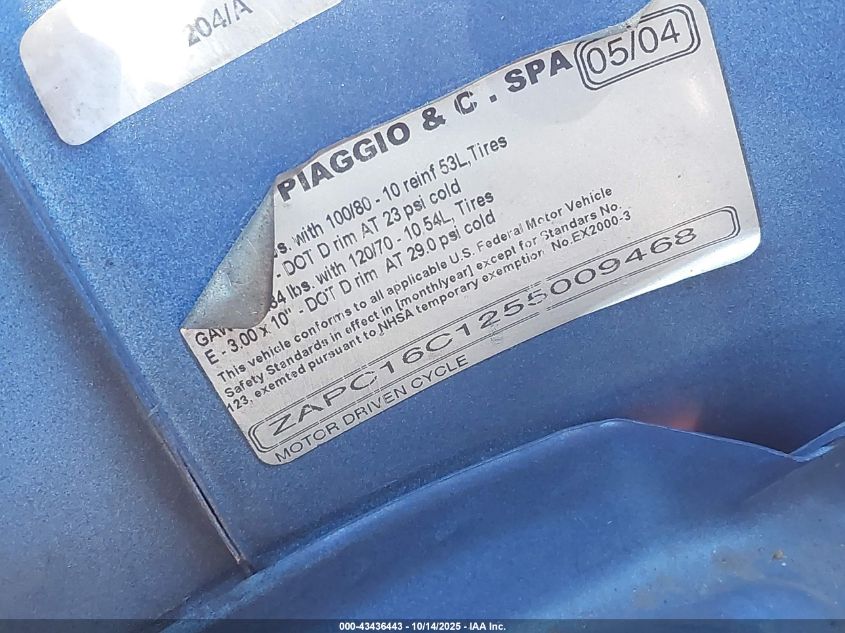 204/A
PIAGGIO & C. SPA 05/04
s. with 100/80 - 10 reinf 53L, Tires
- DOT D rim AT 23 psi cold
GAW 84 lbs. with 120/70 - 10 54L, Tires
E - 3.00 x 10" - DOT D rim AT 29.0 psi cold
This vehicle conforms to all applicable U.S. Federal Motor Vehicle
Safety Standards in effect in [monthlyear] except for Standars No.
123, exemted pursuant to NHSA temporary exemption No.EX2000-3
ZAPC16C1255009468
MOTOR DRIVEN CYCLE
000-43436443 - 10/14/2025 - IAA Inc.